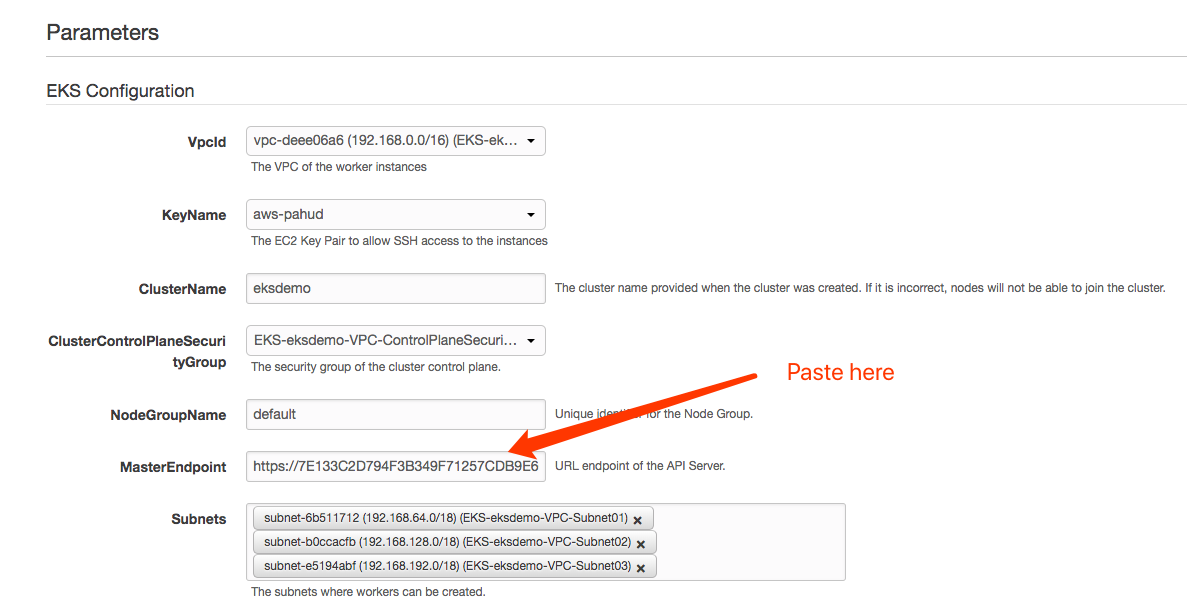 Parameters
EKS Configuration
VpcId
vpc-deee06a6 (192.168.0.0/16) (EKS-ek...
The VPC of the worker instances
KeyName
aws-pahud
The EC2 Key Pair to allow SSH access to the instances
ClusterName
eksdemo
The cluster name provided when the cluster was created. If it is incorrect, nodes will not be able to join the cluster.
ClusterControlPlaneSecuri
tyGroup
EKS-eksdemo-VPC-ControlPlaneSecuri...
The security group of the cluster control plane.
Paste here
NodeGroupName
default
Unique identifier for the Node Group.
MasterEndpoint
https://7E133C2D794F3B349F71257CDB9E6
URL endpoint of the API Server.
Subnets
subnet-6b511712 (192.168.64.0/18) (EKS-eksdemo-VPC-Subnet01) ×
subnet-b0ccacfb (192.168.128.0/18) (EKS-eksdemo-VPC-Subnet02) ×
subnet-e5194abf (192.168.192.0/18) (EKS-eksdemo-VPC-Subnet03) ×
The subnets where workers can be created.